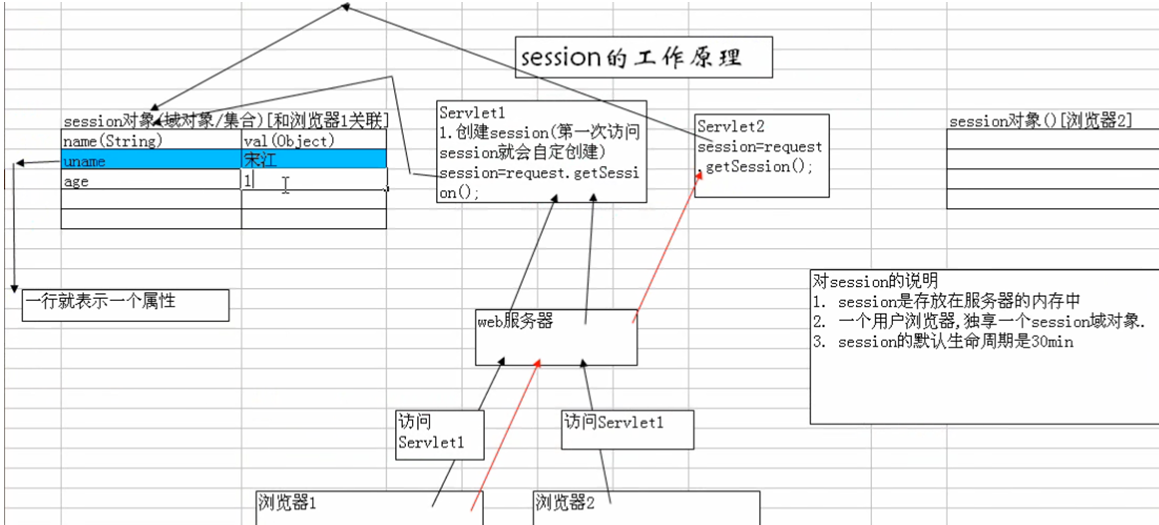 session的工作原理
session对象(域对象/集合)[和浏览器1关联]
name(String) val(Object)
uname 宋江
age 1
一行就表示一个属性
Servlet1
1.创建session(第一次访问
session就会自定创建)
session=request.getSessi
on();
Servlet2
session=request
.getSession();
session对象()[浏览器2]
对session的说明
1. session是存放在服务器的内存中
2. 一个用户浏览器,独享一个session域对象.
3. session的默认生命周期是30min
web服务器
访问
Servlet1
访问Servlet1
浏览器1
浏览器2